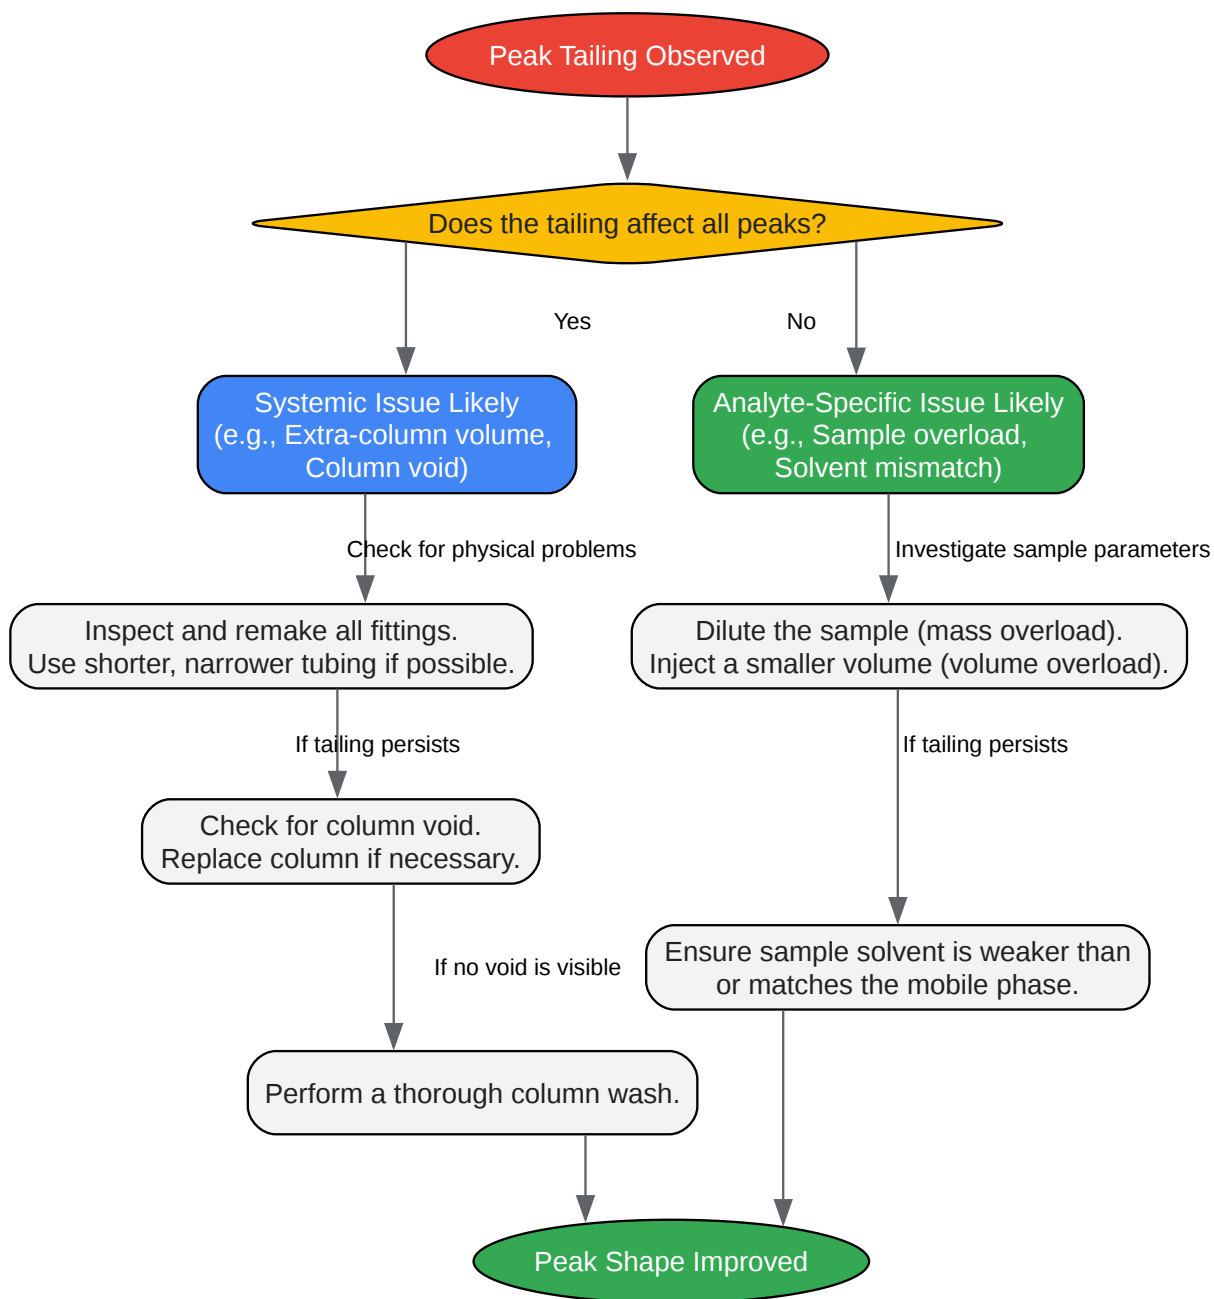 Peak Tailing Observed
Does the tailing affect all peaks?
Yes
No
Systemic Issue Likely
(e.g., Extra-column volume,
Column void)
Analyte-Specific Issue Likely
(e.g., Sample overload,
Solvent mismatch)
Check for physical problems
Investigate sample parameters
Inspect and remake all fittings.
Use shorter, narrower tubing if possible.
Dilute the sample (mass overload).
Inject a smaller volume (volume overload).
If tailing persists
If tailing persists
Check for column void.
Replace column if necessary.
If no void is visible
Ensure sample solvent is weaker than
or matches the mobile phase.
Perform a thorough column wash.
Peak Shape Improved